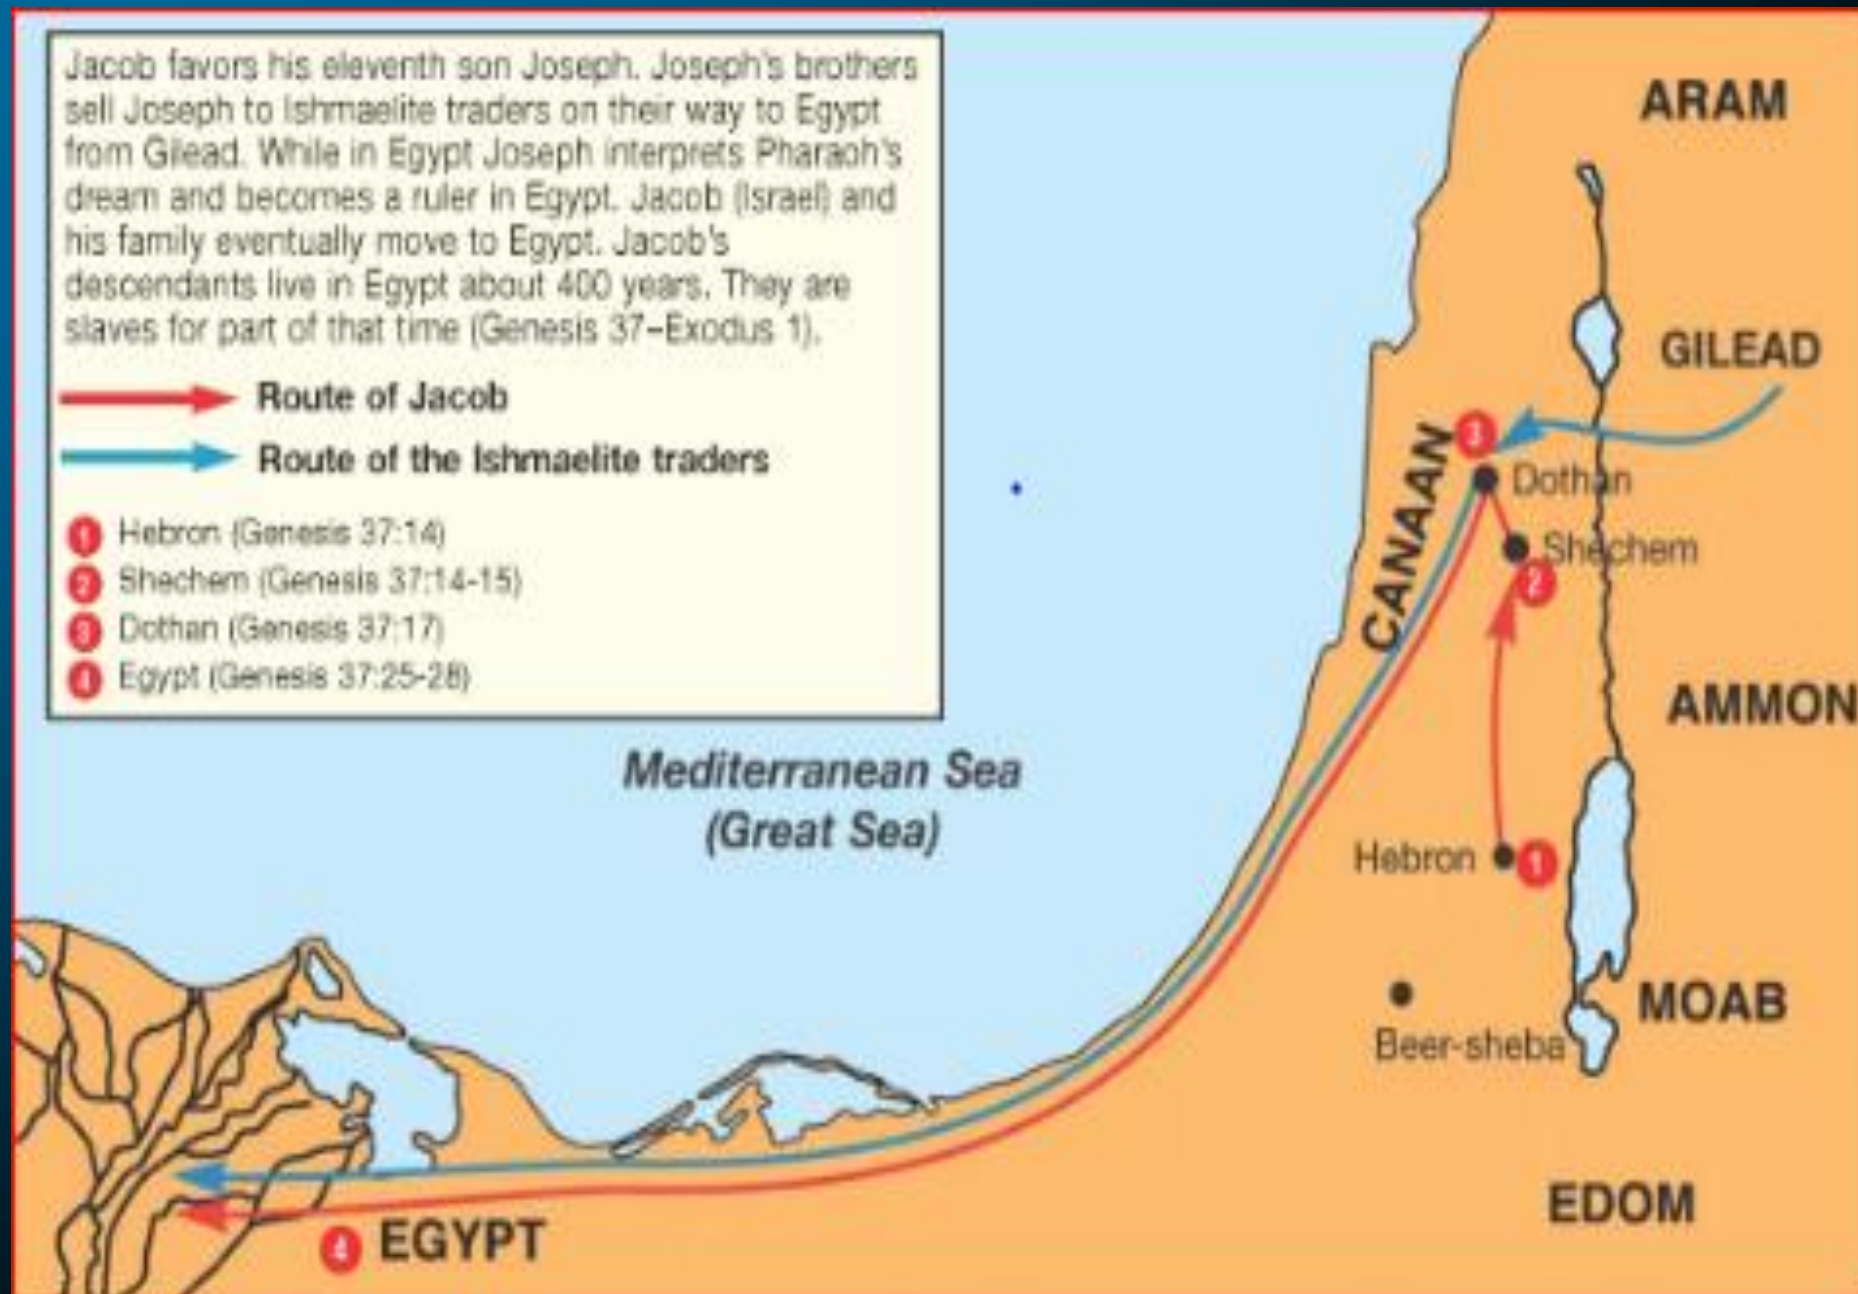 Jacob favors his eleventh son Joseph. Joseph's brothers
sell Joseph to Ishmaelite traders on their way to Egypt
from Gilead. While in Egypt Joseph interprets Pharaoh's
dream and becomes a ruler in Egypt. Jacob (Israel) and
his family eventually move to Egypt. Jacob's
descendants live in Egypt about 400 years. They are
slaves for part of that time (Genesis 37–Exodus 1).
Route of Jacob
Route of the Ishmaelite traders
1 Hebron (Genesis 37:14)
2 Shechem (Genesis 37:14-15)
3 Dothan (Genesis 37:17)
4 Egypt (Genesis 37:25-28)
ARAM
GILEAD
3
Dothan
CANAAN
Shechem
2
AMMON
Mediterranean Sea
(Great Sea)
Hebron 1
MOAB
Beer-sheba
EDOM
4 EGYPT